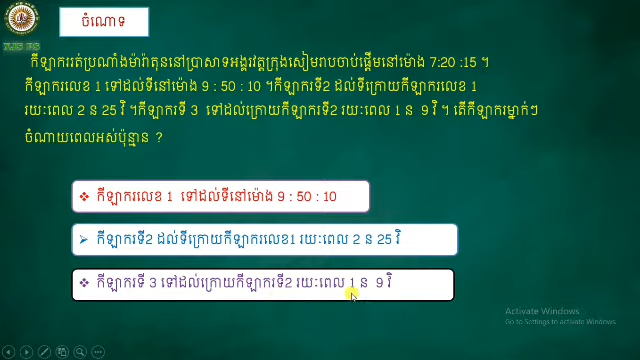 ចំណោទ
កីឡាកររត់ប្រណាំងម៉ារ៉ាតុននៅប្រាសាទអង្គរវត្តក្រុងសៀមរាបចាប់ផ្តើមនៅម៉ោង 7:20 :15 ។
កីឡាករលេខ 1 ទៅដល់ទីនៅម៉ោង 9 : 50 : 10 ។កីឡាករទី2 ដល់ទីក្រោយកីឡាករលេខ 1
រយៈពេល 2 ន 25 វិ ។កីឡាករទី 3 ទៅដល់ក្រោយកីឡាករទី2 រយៈពេល 1 ន 9 វិ ។ តើកីឡាករម្នាក់ៗ
ចំណាយពេលអស់ប៉ុន្មាន ?
❖ កីឡាករលេខ 1 ទៅដល់ទីនៅម៉ោង 9 : 50 : 10
➢ កីឡាករទី2 ដល់ទីក្រោយកីឡាករលេខ1 រយៈពេល 2 ន 25 វិ
❖ កីឡាករទី 3 ទៅដល់ក្រោយកីឡាករទី2 រយៈពេល 1 ន 9 វិ
Activate Windows
Go to Settings to activate Windows.